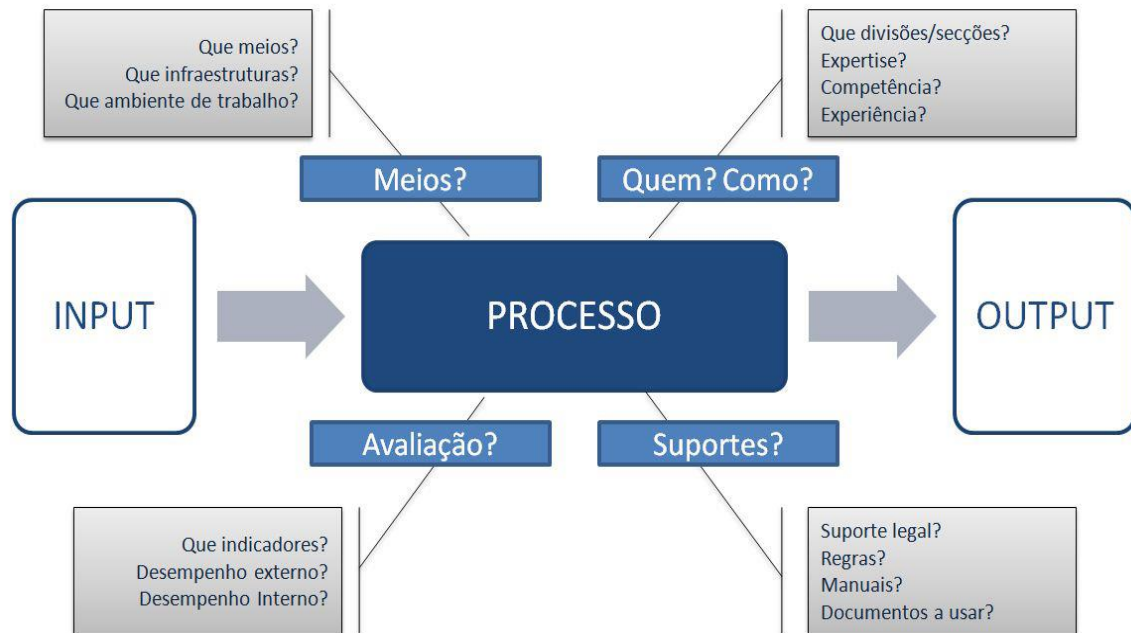 Que meios?
Que infraestruturas?
Que ambiente de trabalho?
Que divisões/secções?
Expertise?
Competência?
Experiência?
Meios?
Quem? Como?
INPUT
PROCESSO
OUTPUT
Avaliação?
Suportes?
Que indicadores?
Desempenho externo?
Desempenho Interno?
Suporte legal?
Regras?
Manuais?
Documentos a usar?